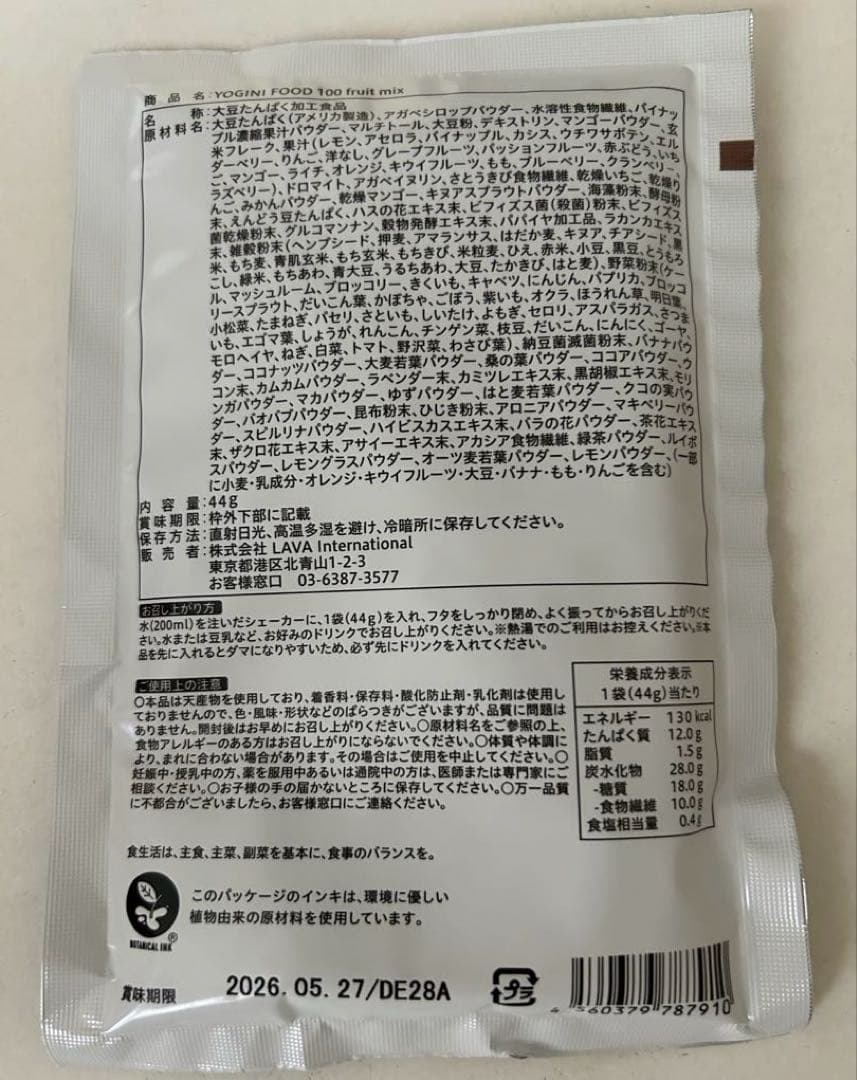 商品名:YOGINI FOOD 100 fruit mix
名称:大豆たんぱく加工食品
原材料名:大豆たんぱく(アメリカ製造)、アガベシロップパウダー、水溶性食物繊維、パイナッ
プル濃縮果汁パウダー、マルチトール、大豆粉、デキストリン、マンゴーパウダー、玄
米フレーク、果汁(レモン、アセロラ、パイナップル、カシス、ウチワサボテン、エル
ダーベリー、りんご、洋なし、グレープフルーツ、パッションフルーツ、赤ぶどう、いち
ご、マンゴー、ライチ、オレンジ、キウイフルーツ、もも、ブルーベリー、クランベリー、
ラズベリー)、ドロマイト、アガベイヌリン、さとうきび食物繊維、乾燥いちご、乾燥り
んご、みかんパウダー、乾燥マンゴー、キヌアスプラウトパウダー、海藻粉末、酵母粉
末、えんどう豆たんぱく、ハスの花エキス末、ビフィズス菌(殺菌)粉末、ビフィズス
菌乾燥粉末、グルコマンナン、穀物発酵エキス末、パパイヤ加工品、ラカンカエキス
末、雑穀粉末(ヘンプシード、押麦、アマランサス、はだか麦、キヌア、チアシード、黒
米、もち麦、青肌玄米、もち玄米、もちきび、米粒麦、ひえ、赤米、小豆、黒豆、とうもろ
こし、緑米、もちあわ、青大豆、うるちあわ、大豆、たかきび、はと麦)、野菜粉末(ケー
ル、マッシュルーム、ブロッコリー、きくいも、キャベツ、にんじん、パプリカ、ブロッコ
リースプラウト、だいこん葉、かぼちゃ、ごぼう、紫いも、オクラ、ほうれん草、明日葉、
小松菜、たまねぎ、パセリ、さといも、しいたけ、よもぎ、セロリ、アスパラガス、さつま
いも、エゴマ葉、しょうが、れんこん、チンゲン菜、枝豆、だいこん、にんにく、ゴーヤ、
モロヘイヤ、ねぎ、白菜、トマト、野沢菜、わさび葉)、納豆菌滅菌粉末、バナナパウ
ダー、ココナッツパウダー、大麦若葉パウダー、桑の葉パウダー、ココアパウダー、ウ
コン末、カムカムパウダー、ラベンダー末、カミツレエキス末、黒胡椒エキス末、モリ
ンガパウダー、マカパウダー、ゆずパウダー、はと麦若葉パウダー、クコの実パウ
ダー、バオバブパウダー、昆布粉末、ひじき粉末、アロニアパウダー、マキベリーパウ
ダー、スピルリナパウダー、ハイビスカスエキス末、バラの花パウダー、茶花エキス
末、ザクロ花エキス末、アサイーエキス末、アカシア食物繊維、緑茶パウダー、ルイボ
スパウダー、レモングラスパウダー、オーツ麦若葉パウダー、レモンパウダー、(一部
に小麦・乳成分・オレンジ・キウイフルーツ・大豆・バナナ・もも・りんごを含む)
内容量:44g
賞味期限:枠外下部に記載
保存方法:直射日光、高温多湿を避け、冷暗所に保存してください。
販売者:株式会社 LAVA International
東京都港区北青山1-2-3
お客様窓口 03-6387-3577
お召し上がり方
水(200ml)を注いだシェーカーに、1袋(44g)を入れ、フタをしっかり閉め、よく振ってからお召し上がりくだ
さい。水または豆乳など、お好みのドリンクでお召し上がりください。※熱湯でのご利用はお控えください。※本
品を先に入れるとダマになりやすいため、必ず先にドリンクを入れてください。
ご使用上の注意
○本品は天産物を使用しており、着香料・保存料・酸化防止剤・乳化剤は使用し
ておりませんので、色・風味・形状などのばらつきがございますが、品質に問題は
ありません。開封後はお早めにお召し上がりください。○原材料名をご参照の上、
食物アレルギーのある方はお召し上がりにならないでください。○体質や体調に
より、まれに合わない場合があります。その場合はご使用を中止してください。○
妊娠中・授乳中の方、薬を服用中あるいは通院中の方は、医師または専門家にご
相談ください。○お子様の手の届かないところに保存してください。○万一品質
に不都合がございましたら、お客様窓口にご連絡ください。
栄養成分表示
1袋(44g)当たり
エネルギー 130kcal
たんぱく質 12.0g
脂質 1.5g
炭水化物 28.0g
-糖質 18.0g
-食物繊維 10.0g
食塩相当量 0.4g
食生活は、主食、主菜、副菜を基本に、食事のバランスを。
このパッケージのインキは、環境に優しい
植物由来の原材料を使用しています。
BOTANICAL INK®
賞味期限 2026.05.27/DE28A
プラ
4 560379 787910